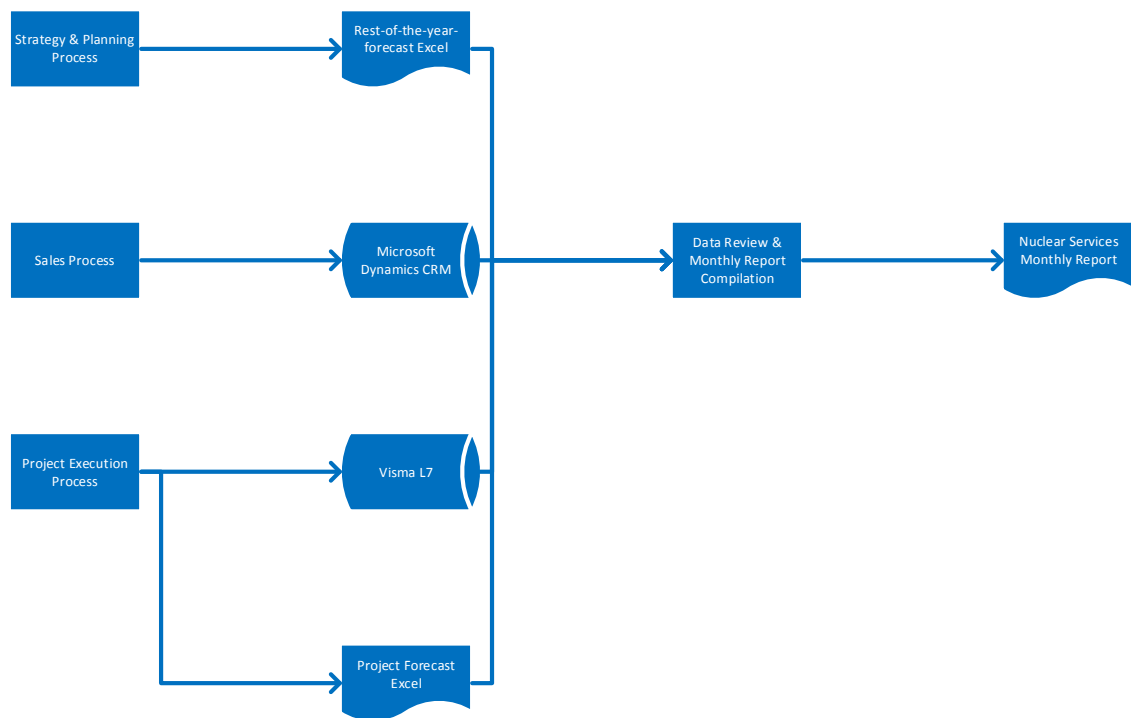 Strategy & Planning
Process
Rest-of-the-year-
forecast Excel
Sales Process
Microsoft
Dynamics CRM
Data Review &
Monthly Report
Compilation
Nuclear Services
Monthly Report
Project Execution
Process
Visma L7
Project Forecast
Excel